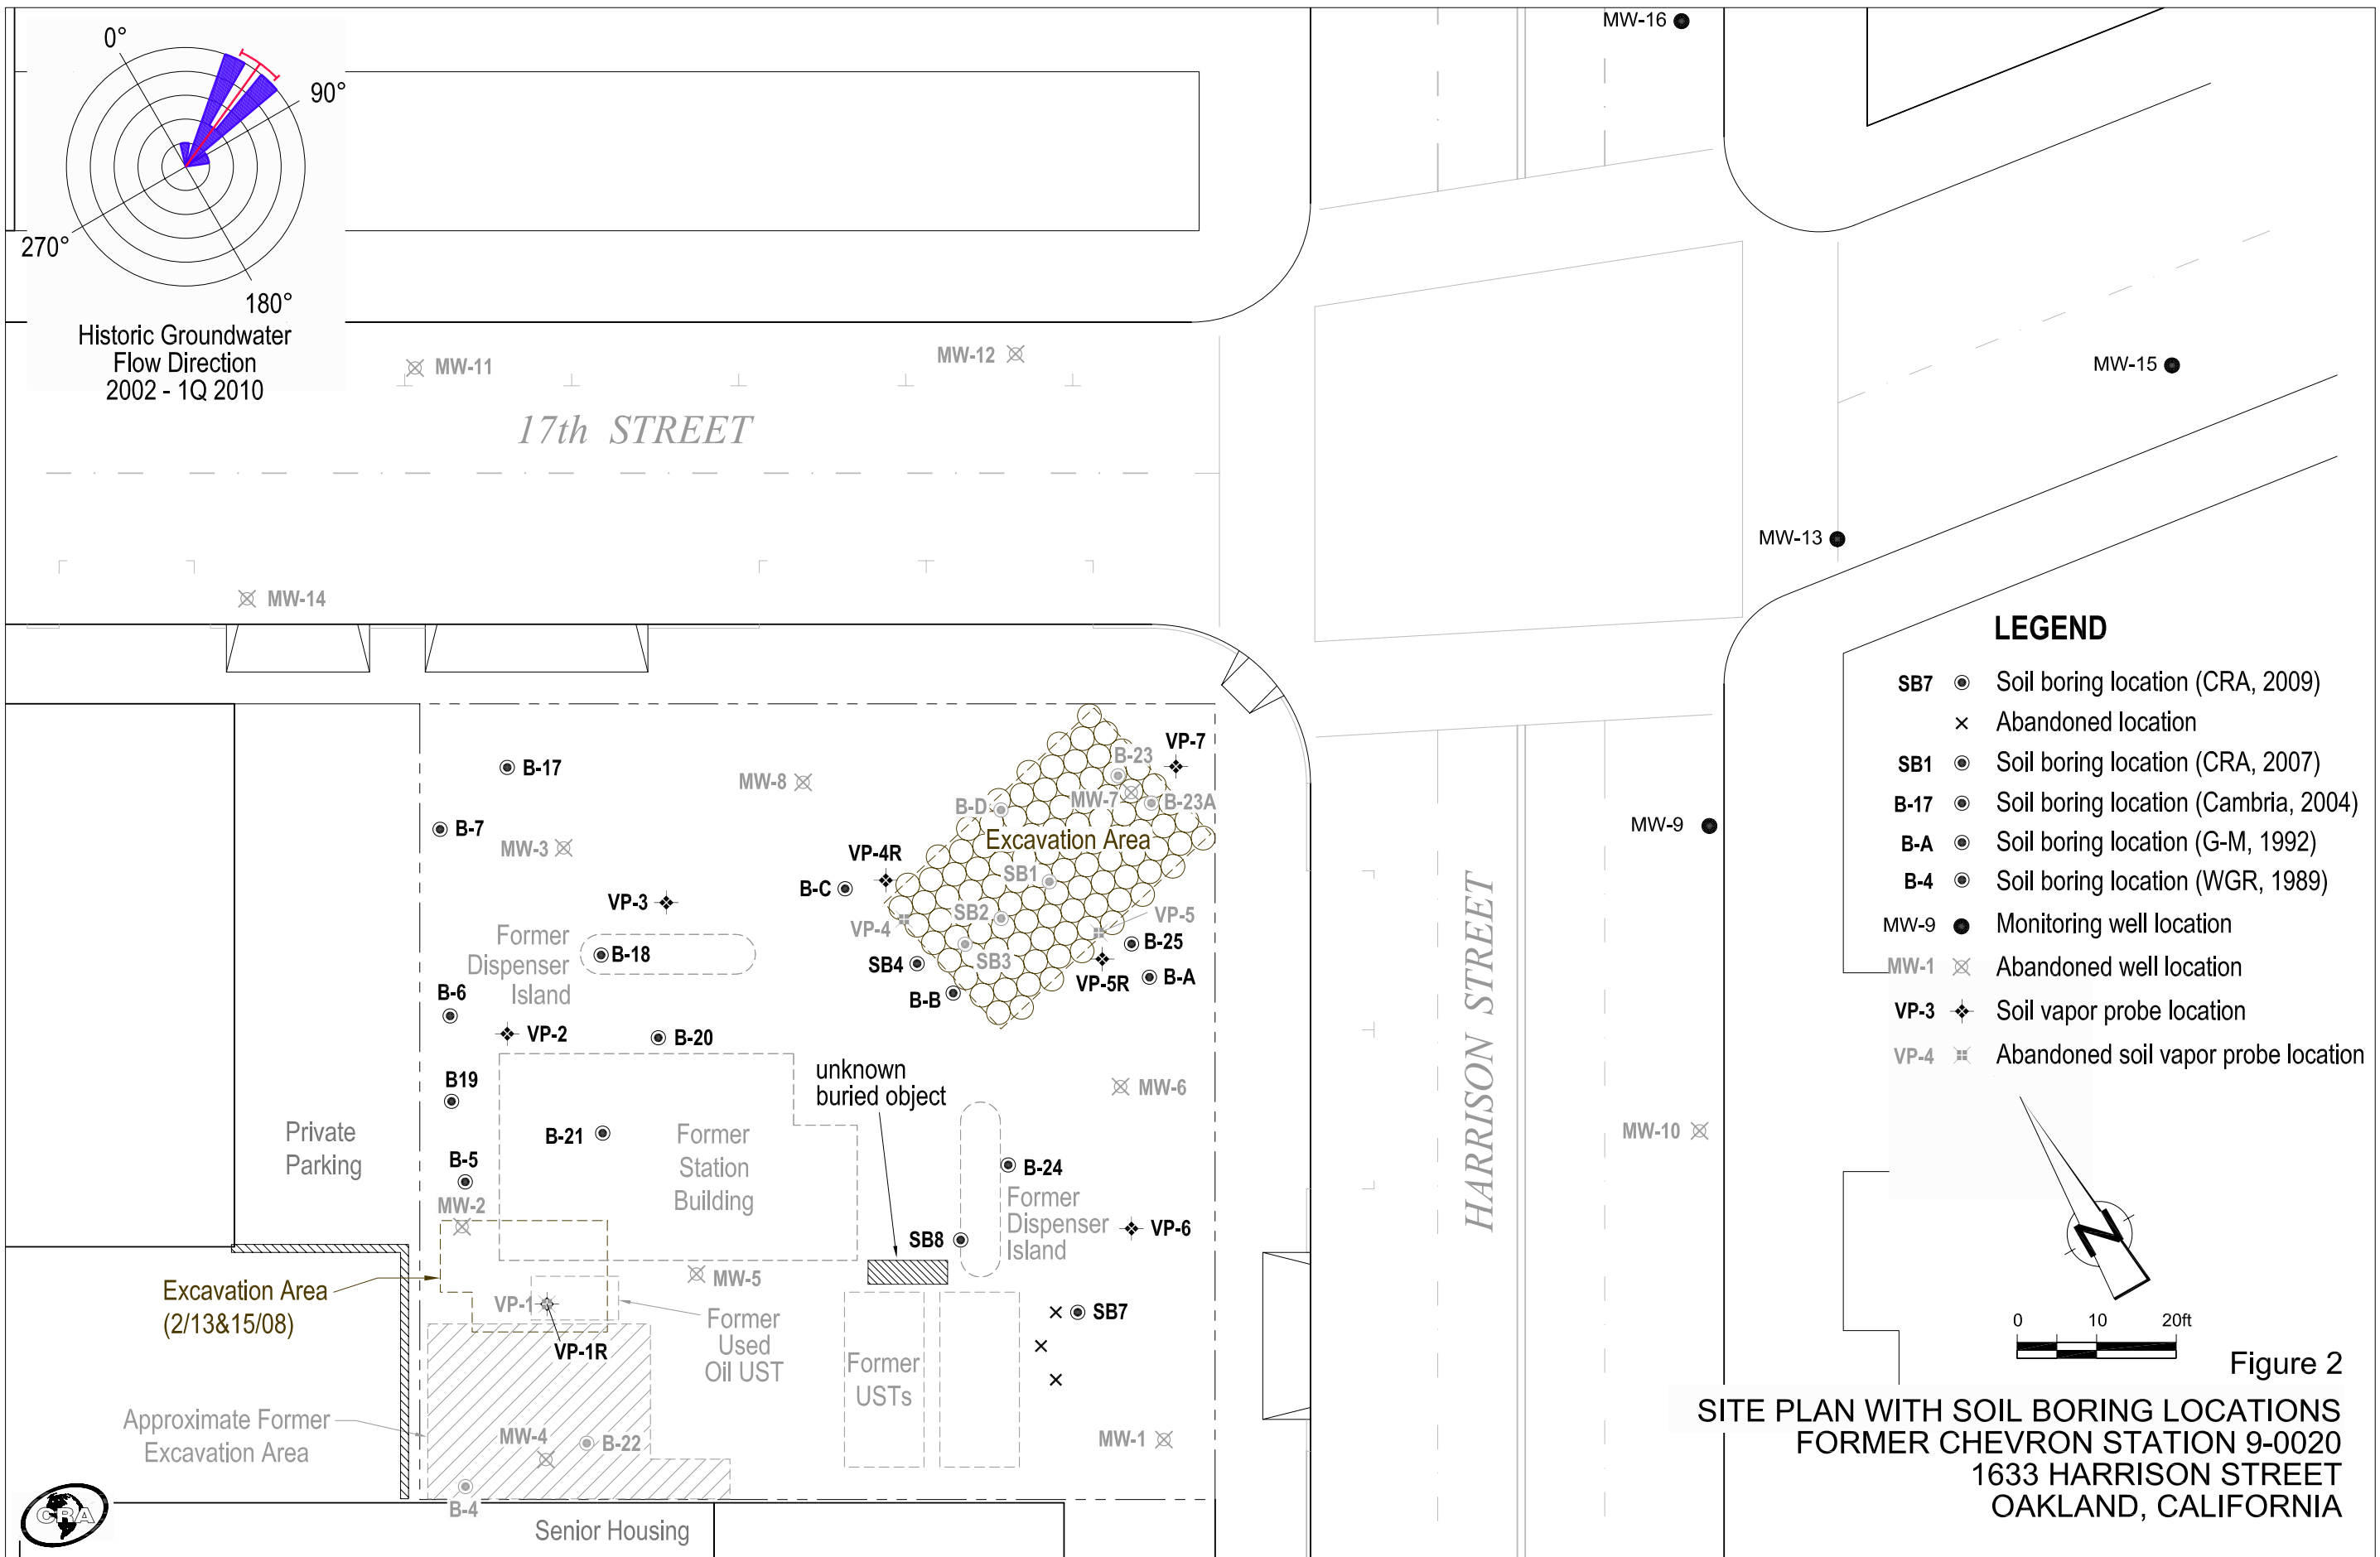 0°
90°
270°
180°
Historic Groundwater
Flow Direction
2002 - 1Q 2010
MW-16
MW-11
MW-12
17th STREET
MW-15
MW-13
MW-14
LEGEND
SB7 Soil boring location (CRA, 2009)
× Abandoned location
SB1 Soil boring location (CRA, 2007)
B-17 Soil boring location (Cambria, 2004)
B-A Soil boring location (G-M, 1992)
B-4 Soil boring location (WGR, 1989)
MW-9 Monitoring well location
MW-1 Abandoned well location
VP-3 Soil vapor probe location
VP-4 Abandoned soil vapor probe location
B-17
MW-8
B-23
VP-7
B-D
MW-7
B-23A
B-7
MW-3
Excavation Area
MW-9
VP-4R
B-C
SB1
VP-3
VP-4
SB2
VP-5
Former
Dispenser
Island
B-18
SB4
SB3
B-25
VP-5R
B-A
B-B
B-6
VP-2
B-20
HARRISON STREET
unknown
buried object
B19
MW-6
MW-10
Private
Parking
B-21
Former
Station
Building
B-5
MW-2
B-24
Former
Dispenser
Island
VP-6
SB8
MW-5
Excavation Area
(2/13&15/08)
VP-1
VP-1R
Former
Used
Oil UST
SB7
Former
USTs
N
0 10 20ft
Approximate Former
Excavation Area
MW-4
B-22
MW-1
B-4
Senior Housing
CRA
Figure 2
SITE PLAN WITH SOIL BORING LOCATIONS
FORMER CHEVRON STATION 9-0020
1633 HARRISON STREET
OAKLAND, CALIFORNIA